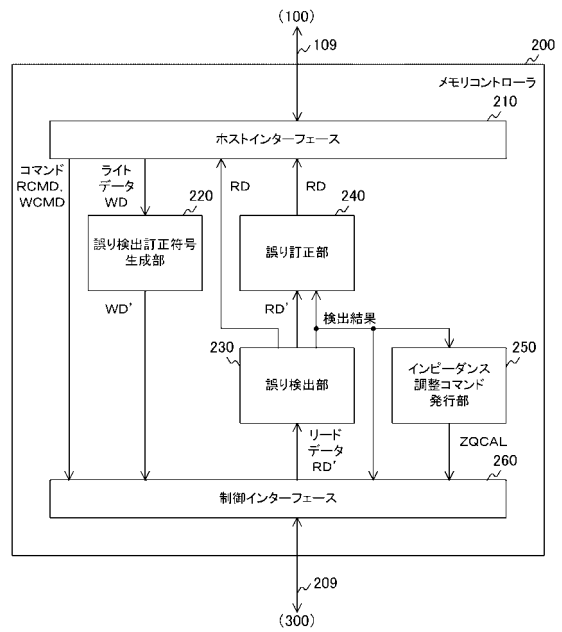 (100)
109
200
メモリコントローラ
210
ホストインターフェース
コマンド
RCMD、
WCMD
ライト
データ
WD
220
RD
RD
240
誤り検出訂正符号
生成部
誤り訂正部
WD'
RD'
検出結果
230
250
誤り検出部
インピーダンス
調整コマンド
発行部
リード
データ
RD'
ZQCAL
260
制御インターフェース
209
(300)